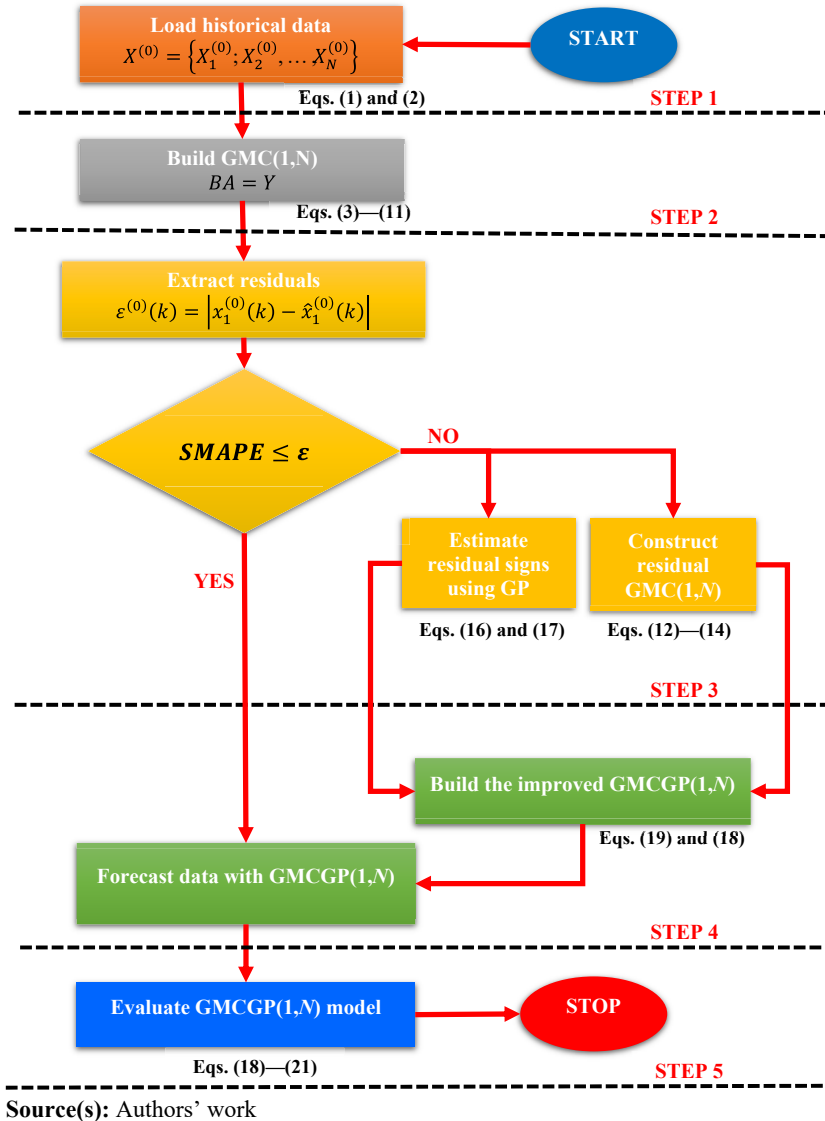 Load historical data
START
X^{(0)} = {X_1^{(0)}; X_2^{(0)}, … X_N^{(0)}}
Eqs. (1) and (2)
STEP 1
Build GMC(1,N)
BA = Y
Eqs. (3)—(11)
STEP 2
Extract residuals
ε^{(0)}(k) = |x_1^{(0)}(k) − x̂_1^{(0)}(k)|
SMAPE ≤ ε
NO
YES
Estimate
residual signs
using GP
Construct
residual
GMC(1,N)
Eqs. (16) and (17)
Eqs. (12)—(14)
STEP 3
Build the improved GMCGP(1,N)
Eqs. (19) and (18)
Forecast data with GMCGP(1,N)
STEP 4
Evaluate GMCGP(1,N) model
STOP
Eqs. (18)—(21)
STEP 5
Source(s): Authors' work